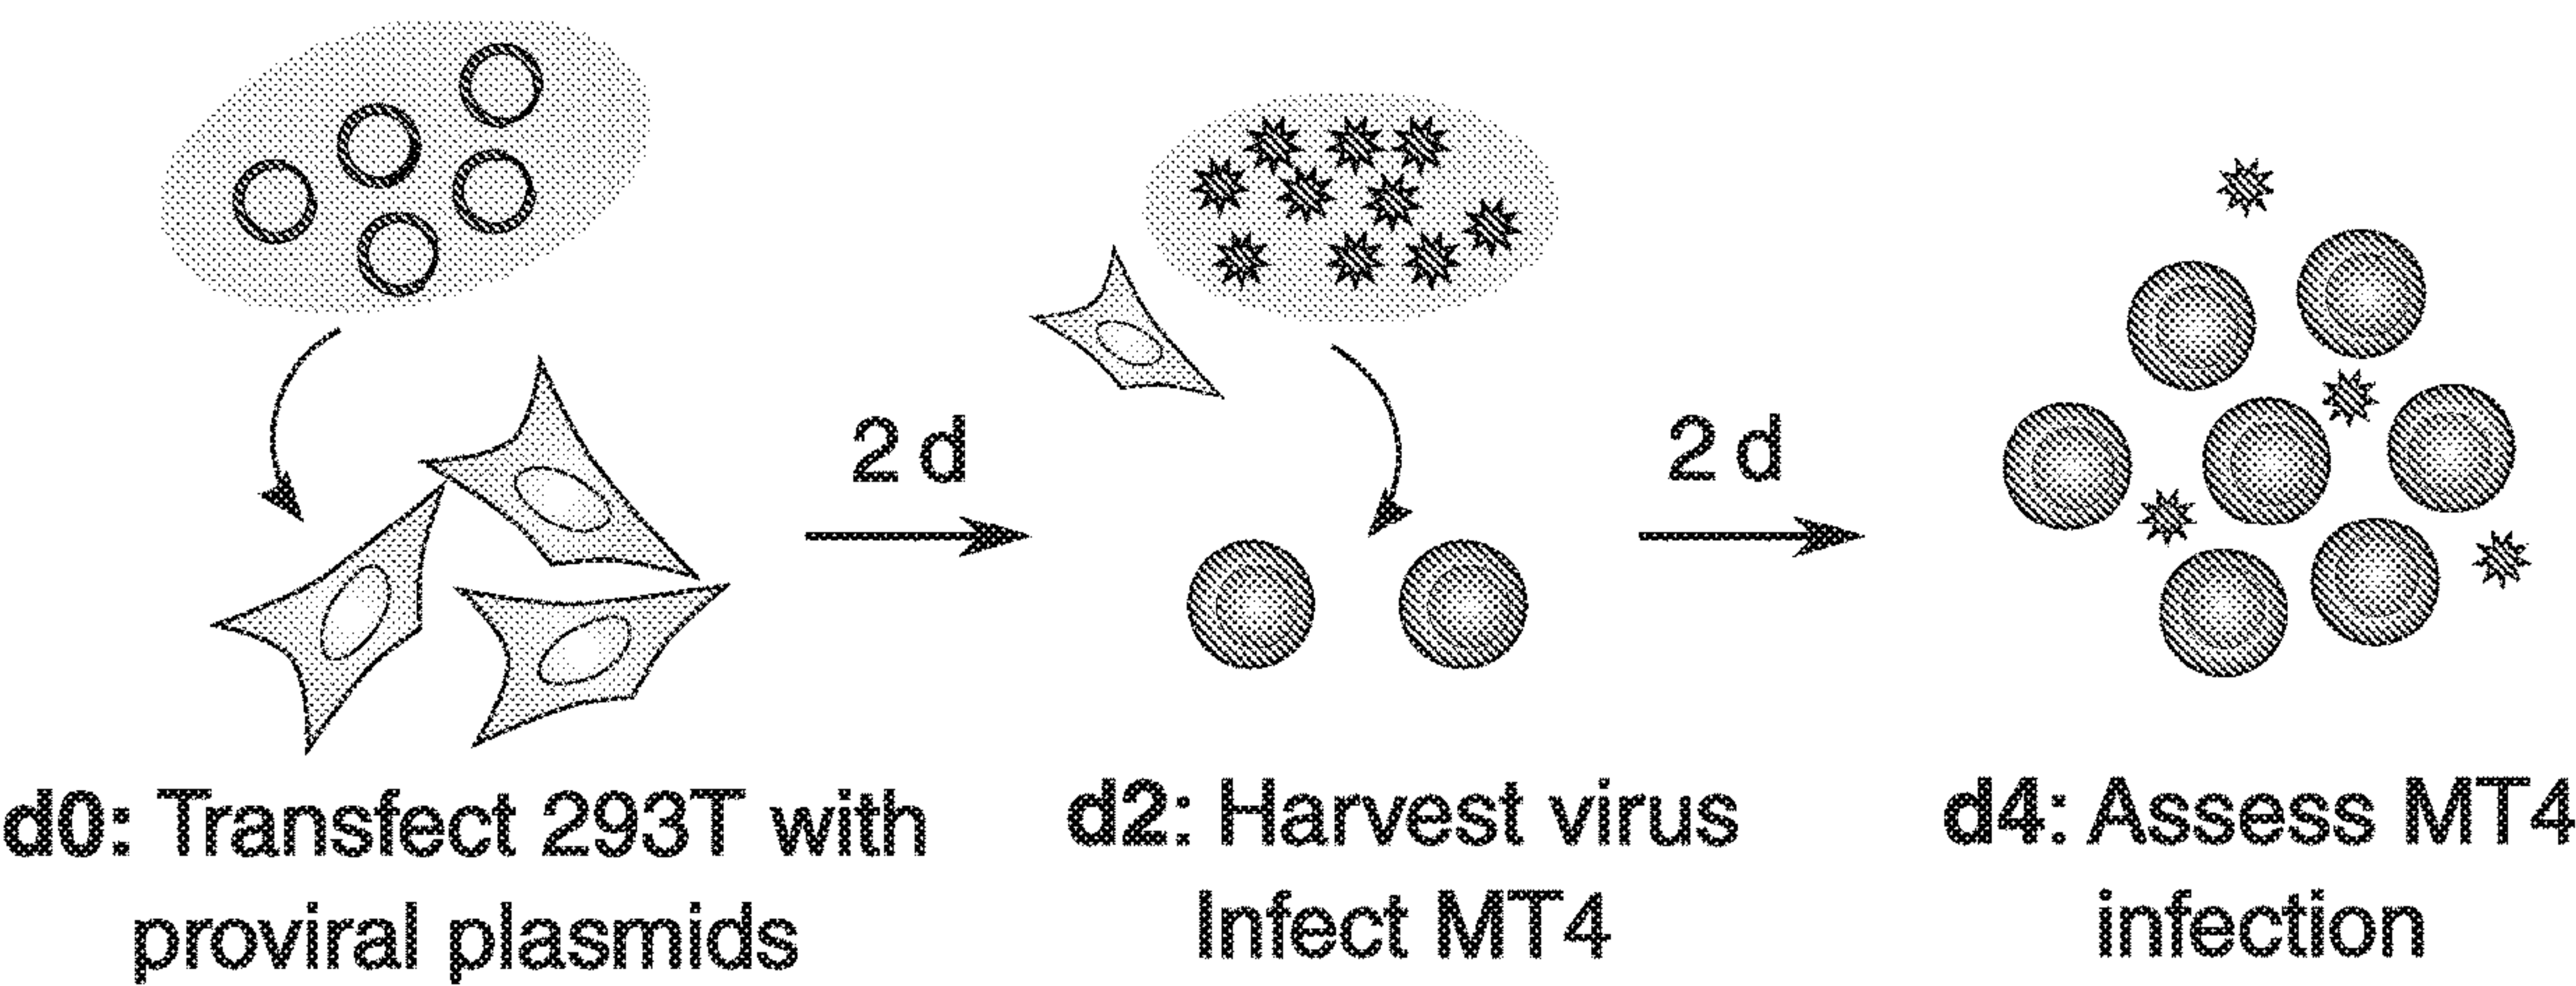 2 d
2 d
d0: Transfect 293T with
proviral plasmids
d2: Harvest virus
Infect MT4
d4: Assess MT4
infection